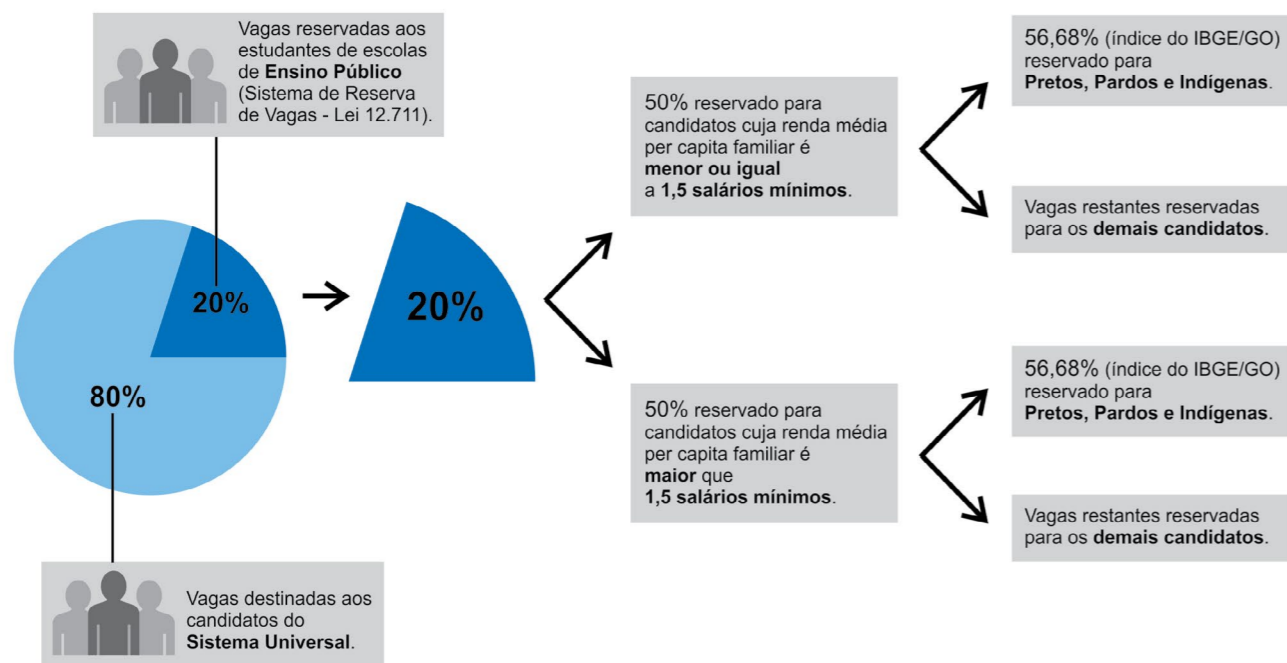 Vagas reservadas aos
estudantes de escolas
de Ensino Público
(Sistema de Reserva
de Vagas - Lei 12.711).
20%
80%
Vagas destinadas aos
candidatos do
Sistema Universal.
20%
50% reservado para
candidatos cuja renda média
per capita familiar é
menor ou igual
a 1,5 salários mínimos.
56,68% (índice do IBGE/GO)
reservado para
Pretos, Pardos e Indígenas.
Vagas restantes reservadas
para os demais candidatos.
50% reservado para
candidatos cuja renda média
per capita familiar é
maior que
1,5 salários mínimos.
56,68% (índice do IBGE/GO)
reservado para
Pretos, Pardos e Indígenas.
Vagas restantes reservadas
para os demais candidatos.